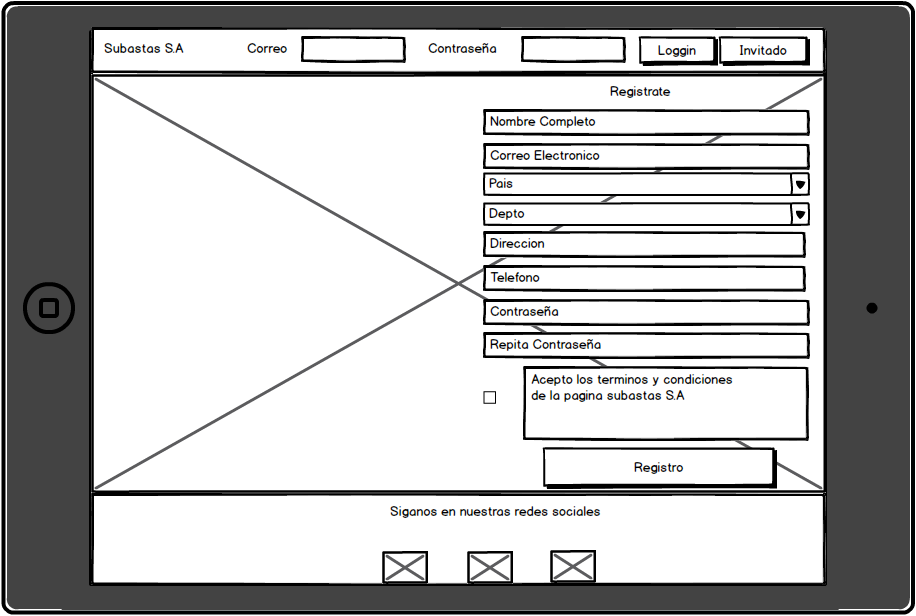 Subastas S.A Correo Contraseña Loggin Invitado
Registrate
Nombre Completo
Correo Electronico
Pais
Depto
Direccion
Telefono
Contraseña
Repita Contraseña
Acepto los terminos y condiciones
de la pagina subastas S.A
Registro
Siganos en nuestras redes sociales